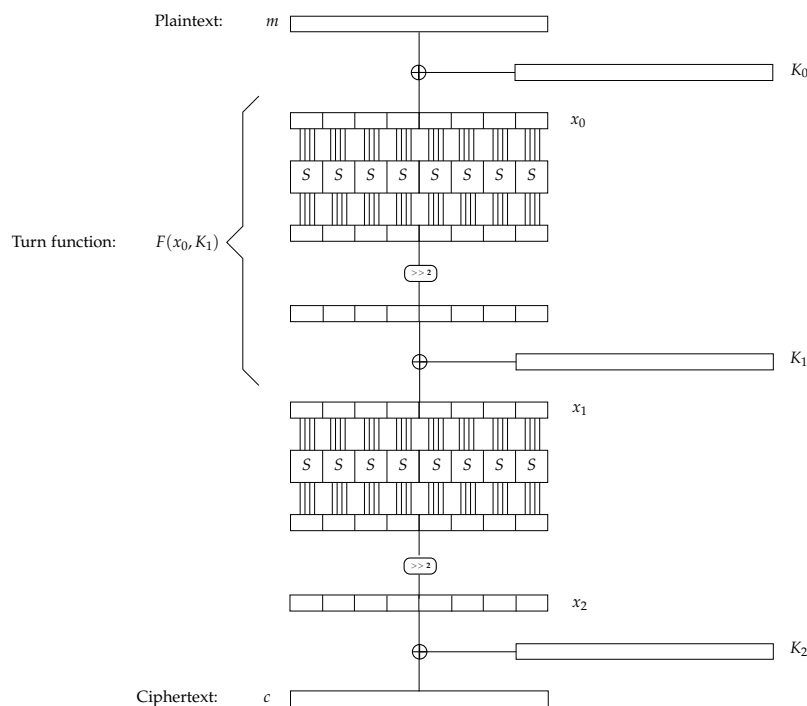 Plaintext: m
K0
x0
S S S S S S S S
Turn function: F(x0, K1)
>> 2
K1
x1
S S S S S S S S
>> 2
x2
K2
Ciphertext: c